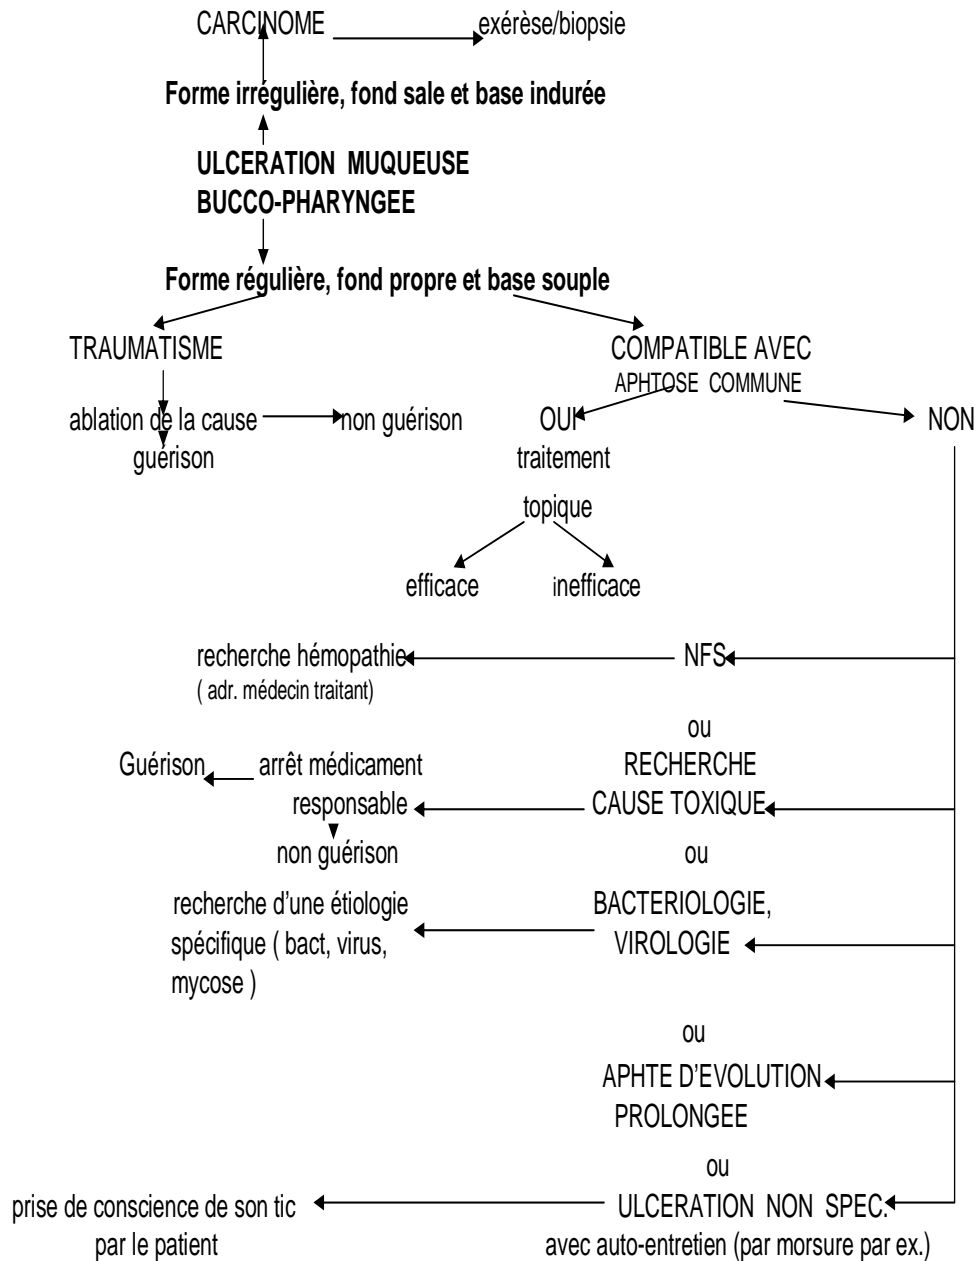 CARCINOME exérèse/biopsie
Forme irrégulière, fond sale et base indurée
ULCERATION MUQUEUSE
BUCCO-PHARYNGEE
Forme régulière, fond propre et base souple
TRAUMATISME COMPATIBLE AVEC
APHTOSE COMMUNE
ablation de la cause non guérison OUI NON
guérison traitement
topique
efficace inefficace
recherche hémopathie NFS
( adr. médecin traitant)
ou
Guérison arrêt médicament RECHERCHE
responsable CAUSE TOXIQUE
non guérison ou
recherche d'une étiologie BACTERIOLOGIE,
spécifique ( bact, virus, VIROLOGIE
mycose )
ou
APHTE D'EVOLUTION
PROLONGEE
ou
prise de conscience de son tic ULCERATION NON SPEC.
par le patient avec auto-entretien (par morsure par ex.)